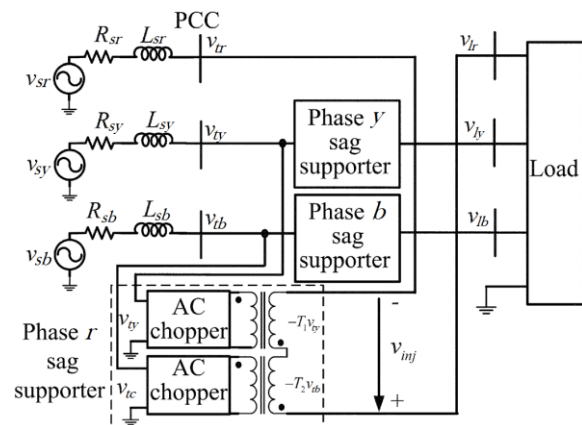 PCC
R_sr L_sr v_tr v_lr
v_sr
R_sy L_sy v_ty Phase y sag supporter v_ly Load
v_sy
R_sb L_sb v_tb Phase b sag supporter v_lb
v_sb
Phase r sag supporter
v_ty AC chopper −T_1v_ty
v_inj - +
v_tc AC chopper −T_2v_tb